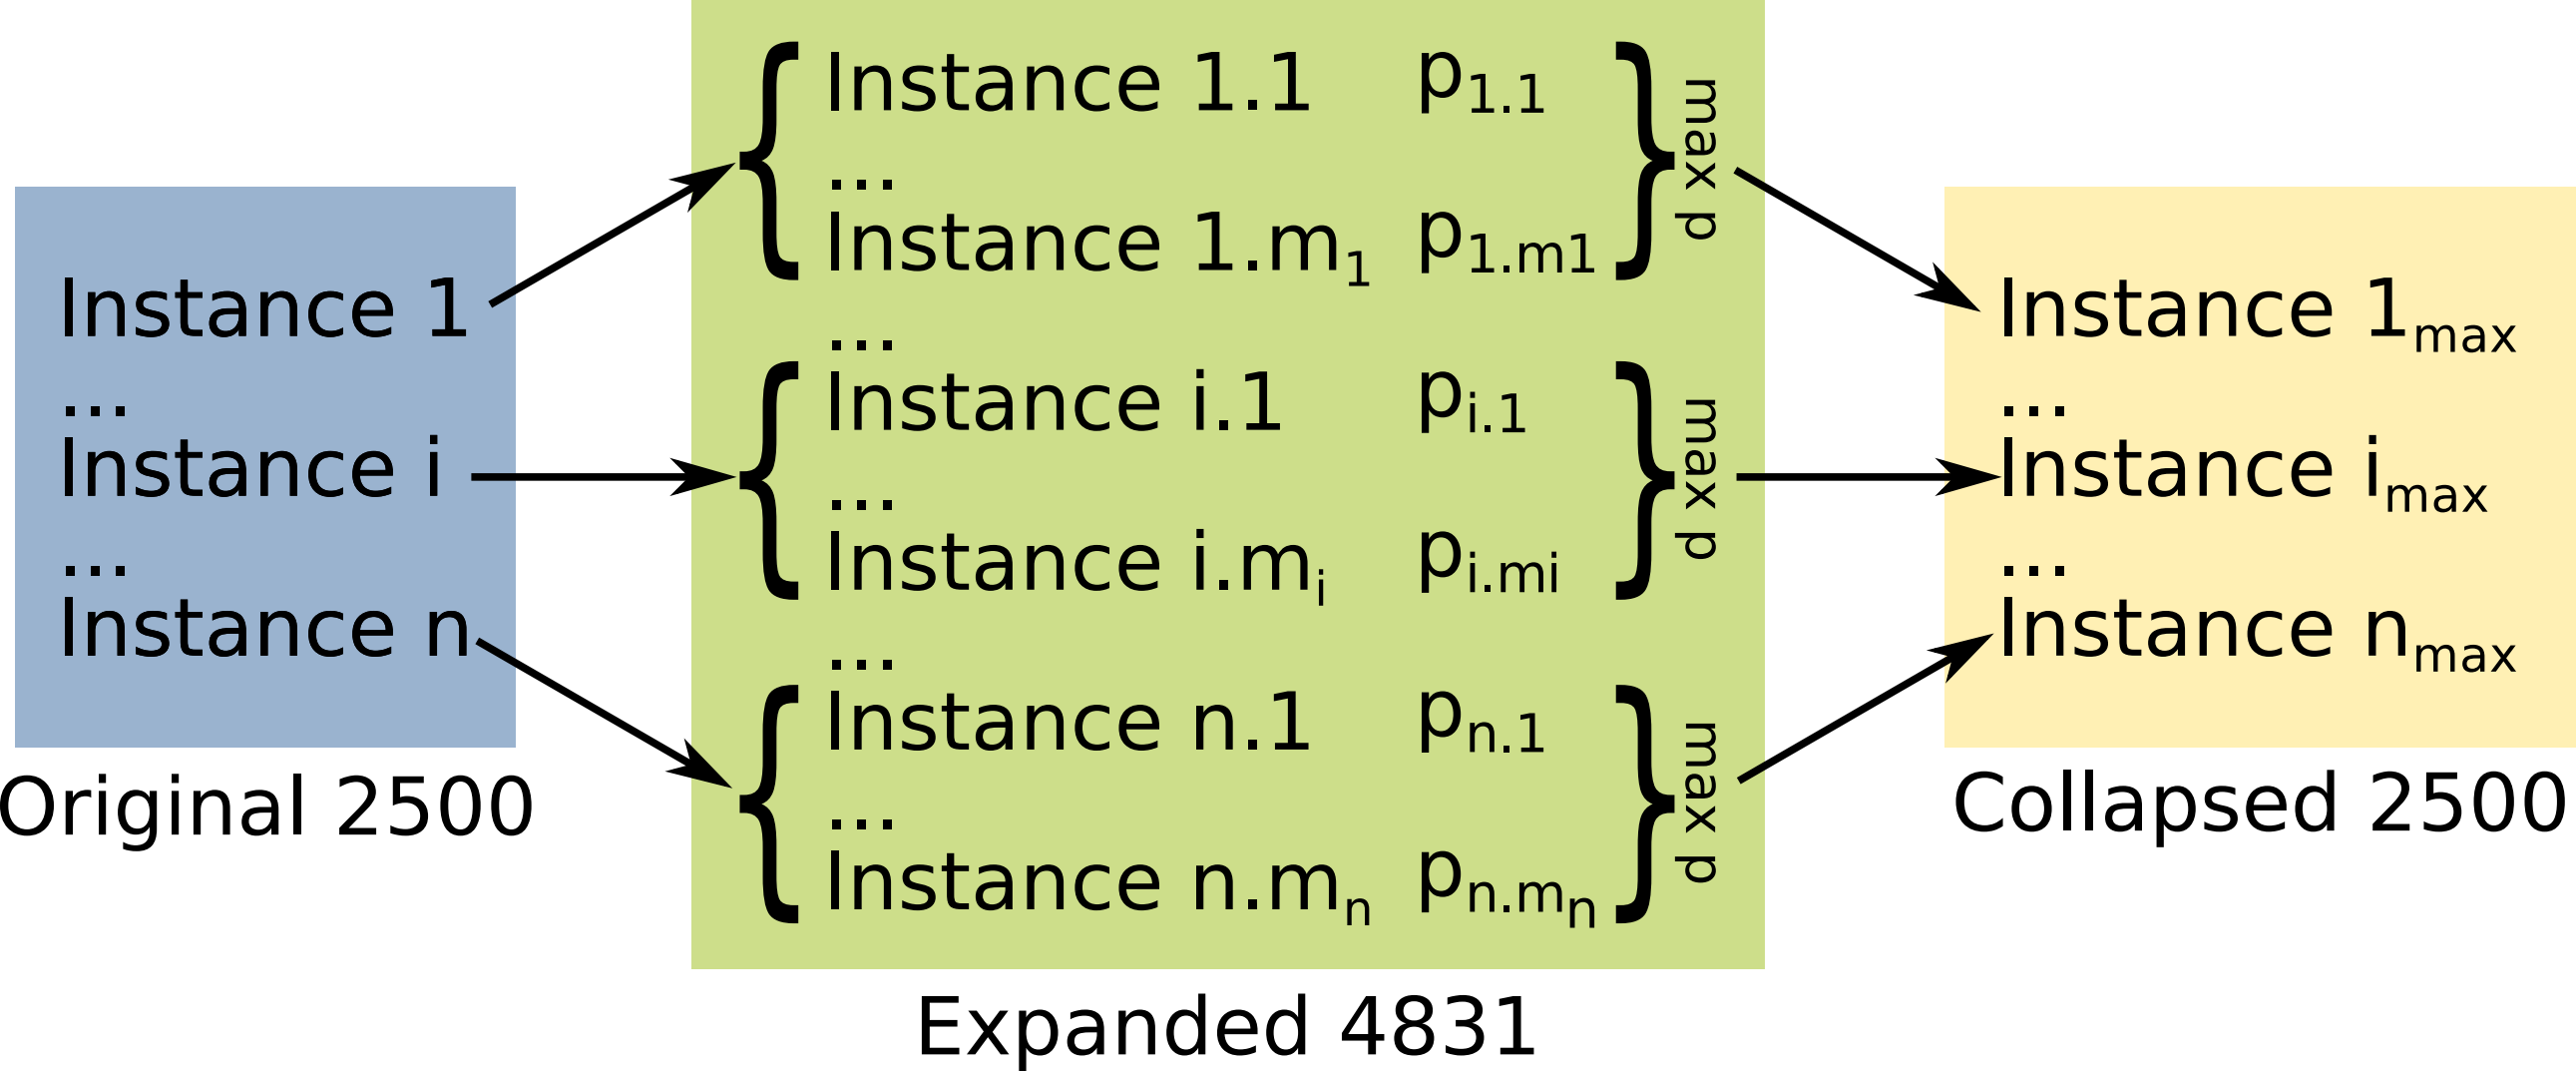 Instance 1
...
Instance i
...
Instance n
Original 2500
Instance 1.1 p1.1
...
Instance 1.m1 p1.m1
...
Instance i.1 pi.1
...
Instance i.mi pi.mi
...
Instance n.1 pn.1
...
Instance n.mn pn.mn
max p
max p
max p
Expanded 4831
Instance 1max
...
Instance imax
...
Instance nmax
Collapsed 2500